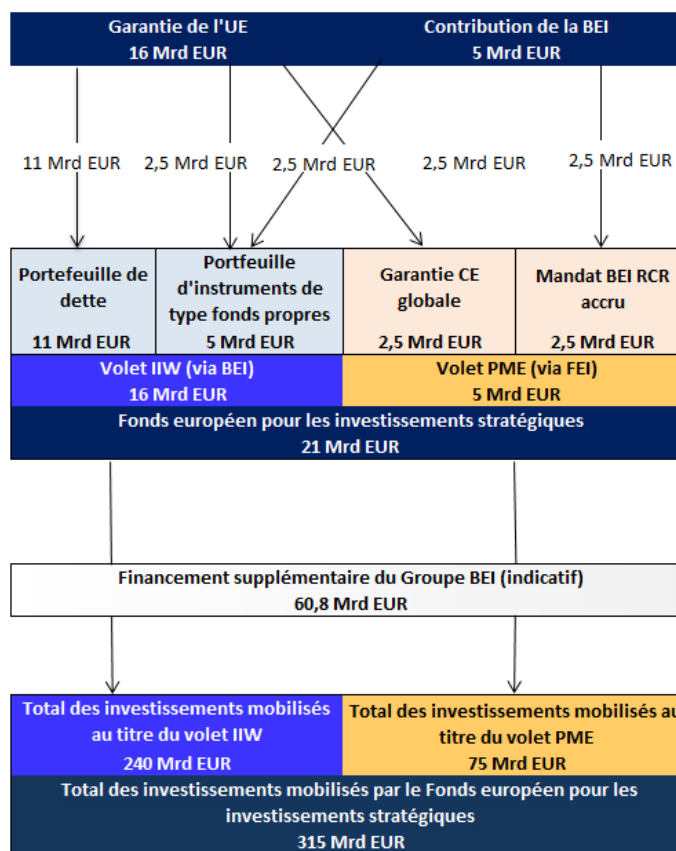 Garantie de l'UE
16 Mrd EUR
Contribution de la BEI
5 Mrd EUR
11 Mrd EUR
2,5 Mrd EUR
2,5 Mrd EUR
2,5 Mrd EUR
2,5 Mrd EUR
Portefeuille de
dette
11 Mrd EUR
Portfeuille
d'instruments de
type fonds propres
5 Mrd EUR
Garantie CE
globale
2,5 Mrd EUR
Mandat BEI RCR
accru
2,5 Mrd EUR
Volet IIW (via BEI)
16 Mrd EUR
Volet PME (via FEI)
5 Mrd EUR
Fonds européen pour les investissements stratégiques
21 Mrd EUR
Financement supplémentaire du Groupe BEI (indicatif)
60,8 Mrd EUR
Total des investissements mobilisés
au titre du volet IIW
240 Mrd EUR
Total des investissements mobilisés au
titre du volet PME
75 Mrd EUR
Total des investissements mobilisés par le Fonds européen pour les
investissements stratégiques
315 Mrd EUR